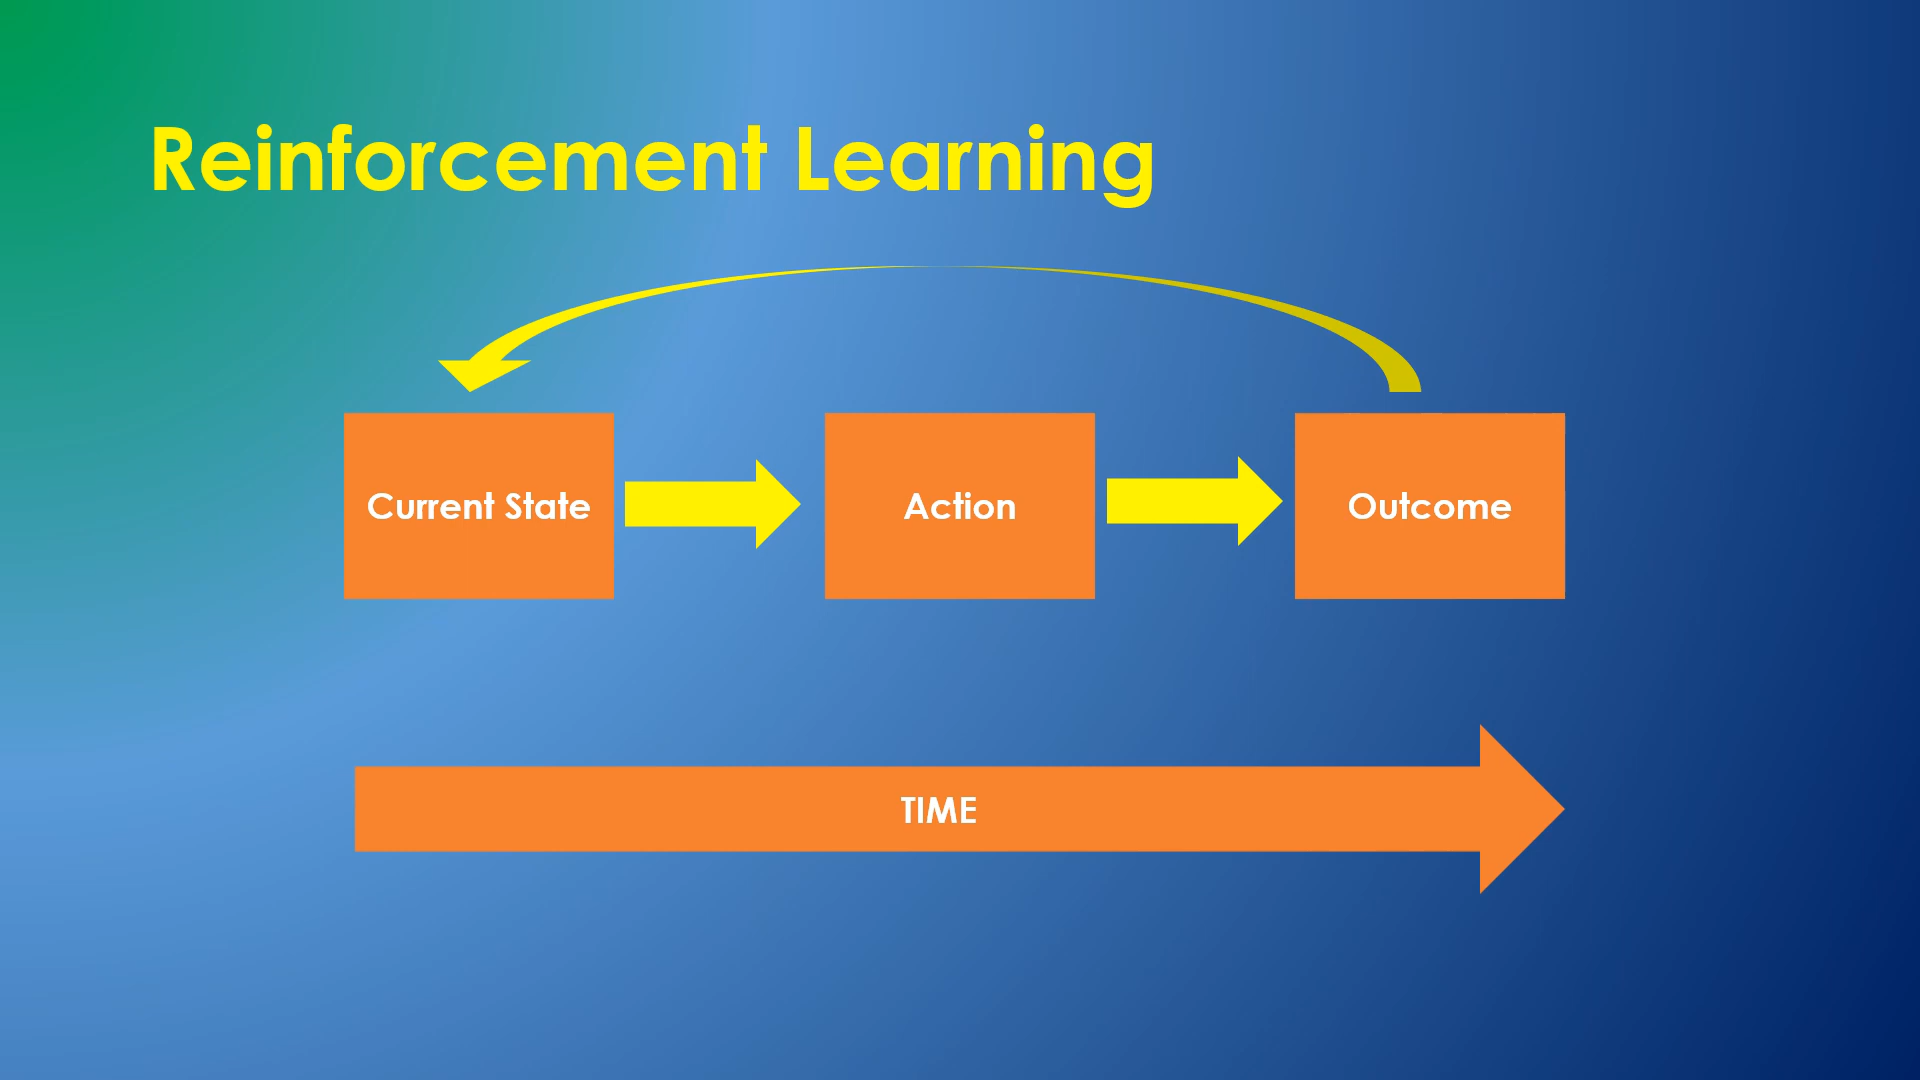 Reinforcement Learning
Current State
Action
Outcome
TIME